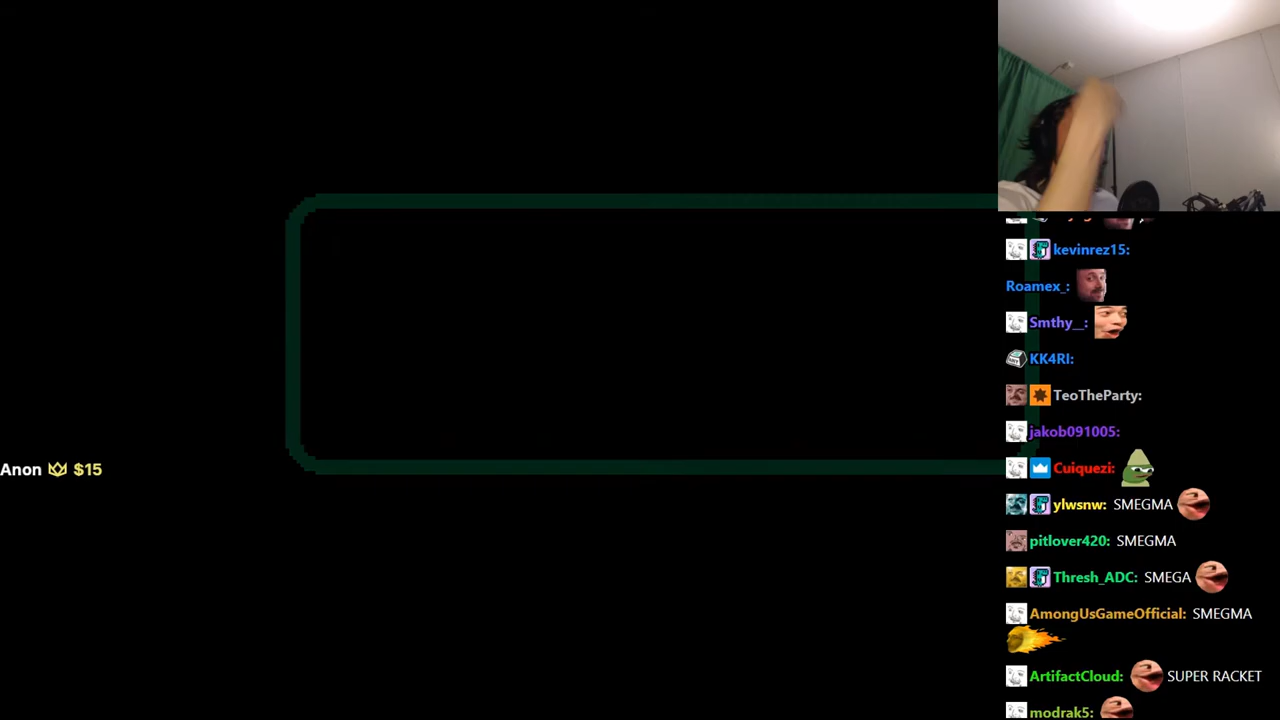 kevinrez15:
Roamex_:
Smthy__:
KK4RI:
TeoTheParty:
jakob091005:
Cuiquezi:
Anon $15
ylwsnw: SMEGMA
pitlover420: SMEGMA
Thresh_ADC: SMEGA
AmongUsGameOfficial: SMEGMA
ArtifactCloud: SUPER RACKET
modrak5: